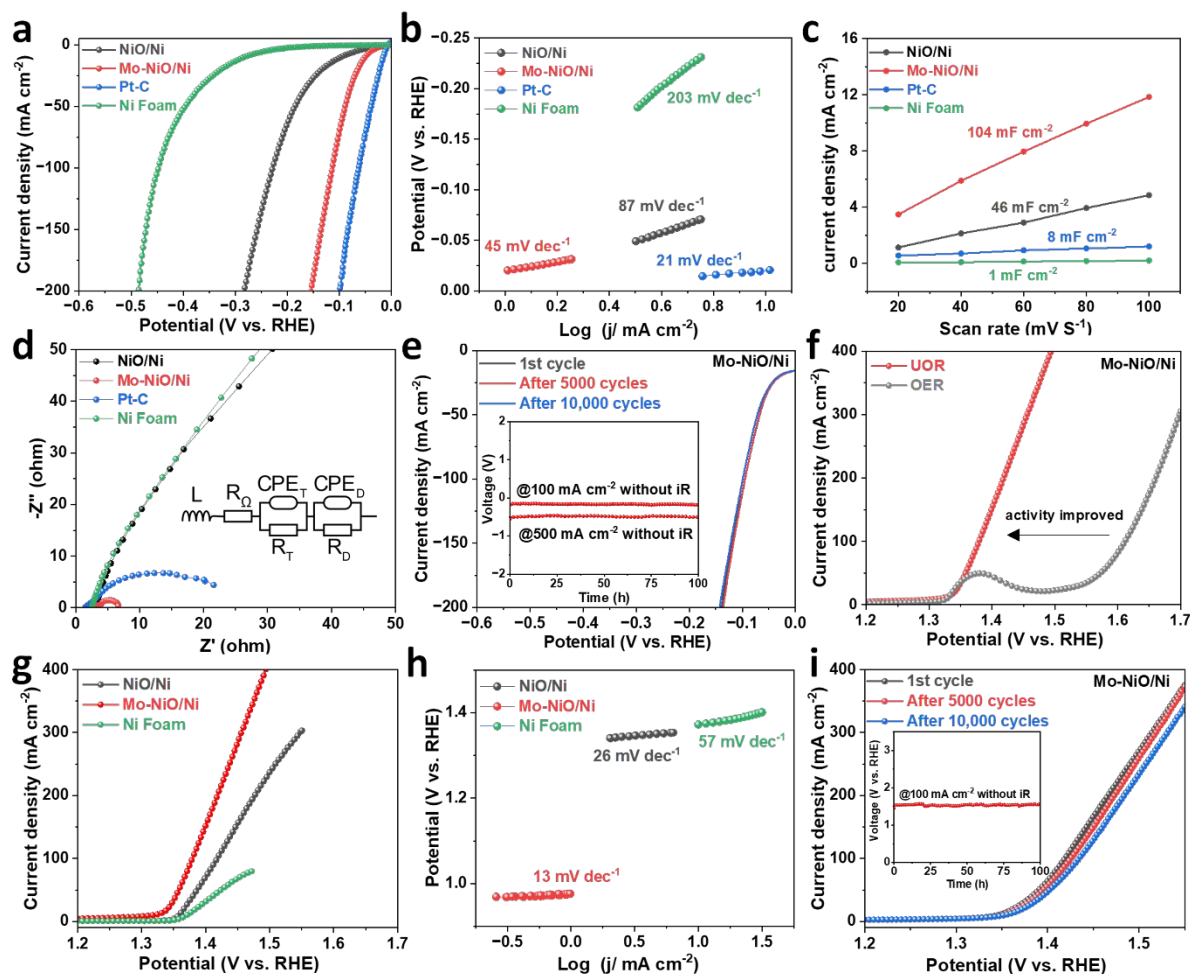 a
NiO/Ni
Mo-NiO/Ni
Pt-C
Ni Foam
0
−50
−100
−150
−200
−0.6 −0.5 −0.4 −0.3 −0.2 −0.1 0.0
Current density (mA cm⁻²)
Potential (V vs. RHE)
b
NiO/Ni
Mo-NiO/Ni
Pt-C
Ni Foam
203 mV dec⁻¹
87 mV dec⁻¹
45 mV dec⁻¹
21 mV dec⁻¹
−0.25
−0.20
−0.15
−0.10
−0.05
0.00
0.0 0.2 0.4 0.6 0.8 1.0
Potential (V vs. RHE)
Log (j/ mA cm⁻²)
c
NiO/Ni
Mo-NiO/Ni
Pt-C
Ni Foam
104 mF cm⁻²
46 mF cm⁻²
8 mF cm⁻²
1 mF cm⁻²
16
12
8
4
0
20 40 60 80 100
current density (mA cm⁻²)
Scan rate (mV S⁻¹)
d
NiO/Ni
Mo-NiO/Ni
Pt-C
Ni Foam
L R_Ω CPE_T CPE_D
R_T R_D
50
40
30
20
10
0
0 10 20 30 40 50
-Z'' (ohm)
Z' (ohm)
e
Mo-NiO/Ni
1st cycle
After 5000 cycles
After 10,000 cycles
@100 mA cm⁻² without iR
@500 mA cm⁻² without iR
2
1
0
−1
−2
0 25 50 75 100
Voltage (V)
Time (h)
0
−50
−100
−150
−200
−0.6 −0.5 −0.4 −0.3 −0.2 −0.1 0.0
Current density (mA cm⁻²)
Potential (V vs. RHE)
f
UOR
OER
Mo-NiO/Ni
activity improved
400
300
200
100
0
1.2 1.3 1.4 1.5 1.6 1.7
Current density (mA cm⁻²)
Potential (V vs. RHE)
g
NiO/Ni
Mo-NiO/Ni
Ni Foam
400
300
200
100
0
1.2 1.3 1.4 1.5 1.6 1.7
Current density (mA cm⁻²)
Potential (V vs. RHE)
h
NiO/Ni
Mo-NiO/Ni
Ni Foam
26 mV dec⁻¹
57 mV dec⁻¹
13 mV dec⁻¹
1.4
1.2
1.0
−0.5 0.0 0.5 1.0 1.5
Potential (V vs. RHE)
Log (j/ mA cm⁻²)
i
1st cycle
After 5000 cycles
After 10,000 cycles
Mo-NiO/Ni
@100 mA cm⁻² without iR
3
2
1
0
0 25 50 75 100
Voltage (V vs. RHE)
Time (h)
400
300
200
100
0
1.2 1.3 1.4 1.5
Current density (mA cm⁻²)
Potential (V vs. RHE)